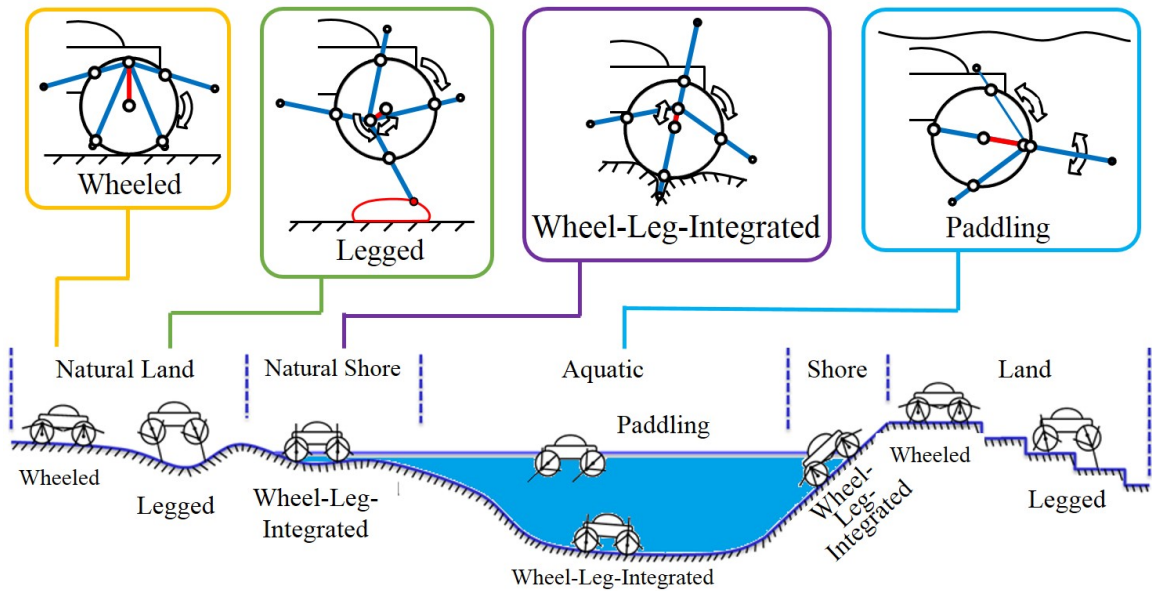 Wheeled
Legged
Wheel-Leg-Integrated
Paddling
Natural Land
Natural Shore
Aquatic
Shore
Land
Paddling
Wheeled
Legged
Wheel-Leg-
Integrated
Wheel-Leg-Integrated
Wheel-
Leg-
Integrated
Wheeled
Legged